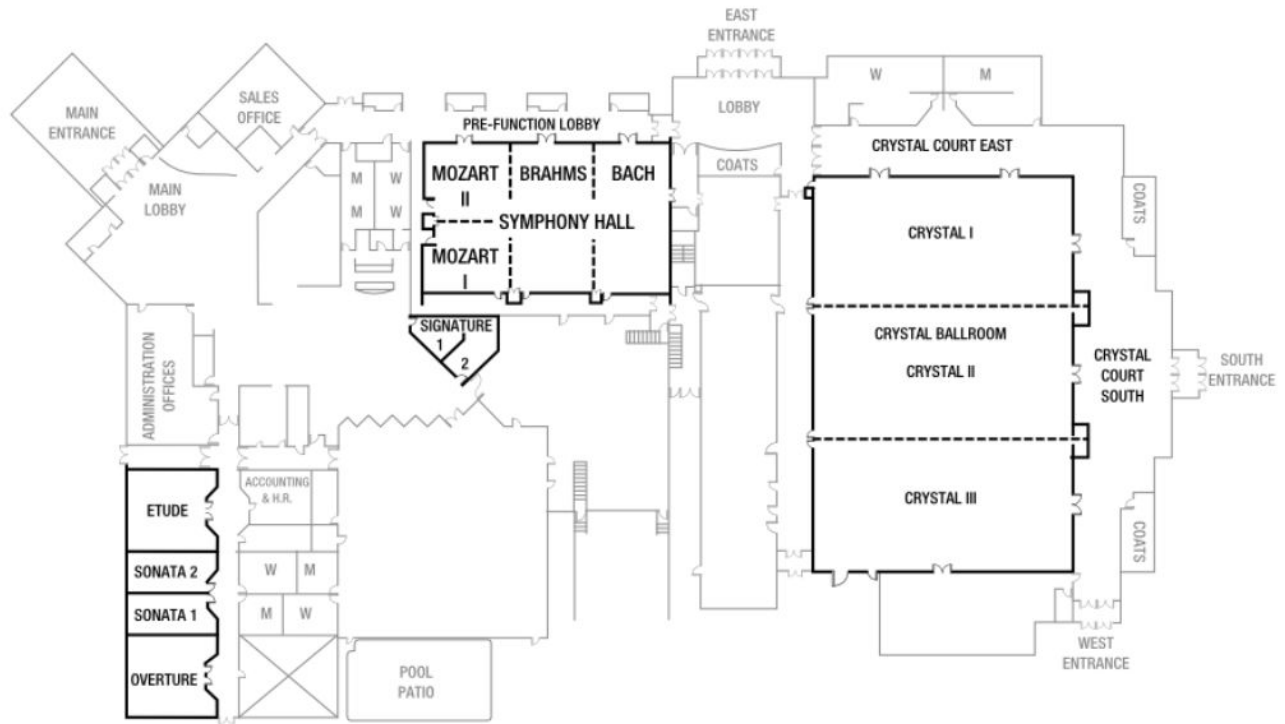 EAST
ENTRANCE
MAIN
ENTRANCE
SALES
OFFICE
W
M
LOBBY
PRE-FUNCTION LOBBY
CRYSTAL COURT EAST
COATS
MAIN
LOBBY
M
W
M
W
MOZART
II
BRAHMS
BACH
SYMPHONY HALL
MOZART
I
COATS
CRYSTAL I
SIGNATURE
1
2
CRYSTAL BALLROOM
CRYSTAL II
CRYSTAL
COURT
SOUTH
SOUTH
ENTRANCE
ADMINISTRATION
OFFICES
ACCOUNTING
& H.R.
ETUDE
CRYSTAL III
COATS
SONATA 2
W
M
SONATA 1
M
W
OVERTURE
POOL
PATIO
WEST
ENTRANCE